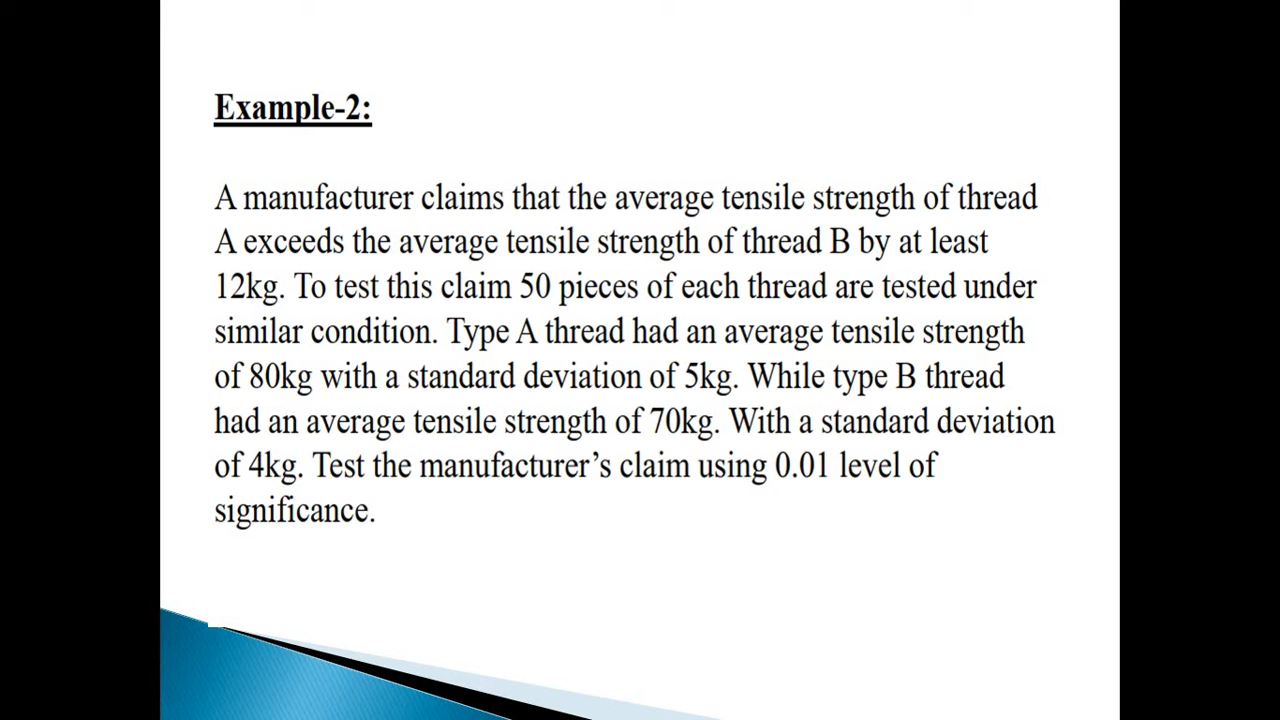 Example-2:
A manufacturer claims that the average tensile strength of thread
A exceeds the average tensile strength of thread B by at least
12kg. To test this claim 50 pieces of each thread are tested under
similar condition. Type A thread had an average tensile strength
of 80kg with a standard deviation of 5kg. While type B thread
had an average tensile strength of 70kg. With a standard deviation
of 4kg. Test the manufacturer’s claim using 0.01 level of
significance.